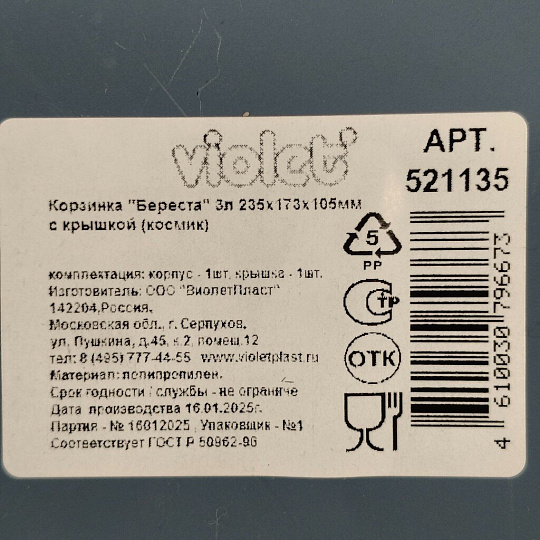 violet
АРТ.
521135
Корзинка "Береста" 3л 235х173х105мм
с крышкой (космик)
комплектация: корпус - 1шт, крышка - 1шт.
Изготовитель: ООО "ВиолетПласт"
142204,Россия,
Московская обл., г. Серпухов,
ул. Пушкина, д.45, к.2, помещ.12
тел: 8 (495) 777-44-55 www.violetplast.ru
Материал: полипропилен.
Срок годности / службы - не ограниче
Дата производства 16.01.2025г.
Партия - № 16012025 , Упаковщик - №1
Соответствует ГОСТ Р 50962-96
5
PP
СТР
ОТК
4 610030 796673